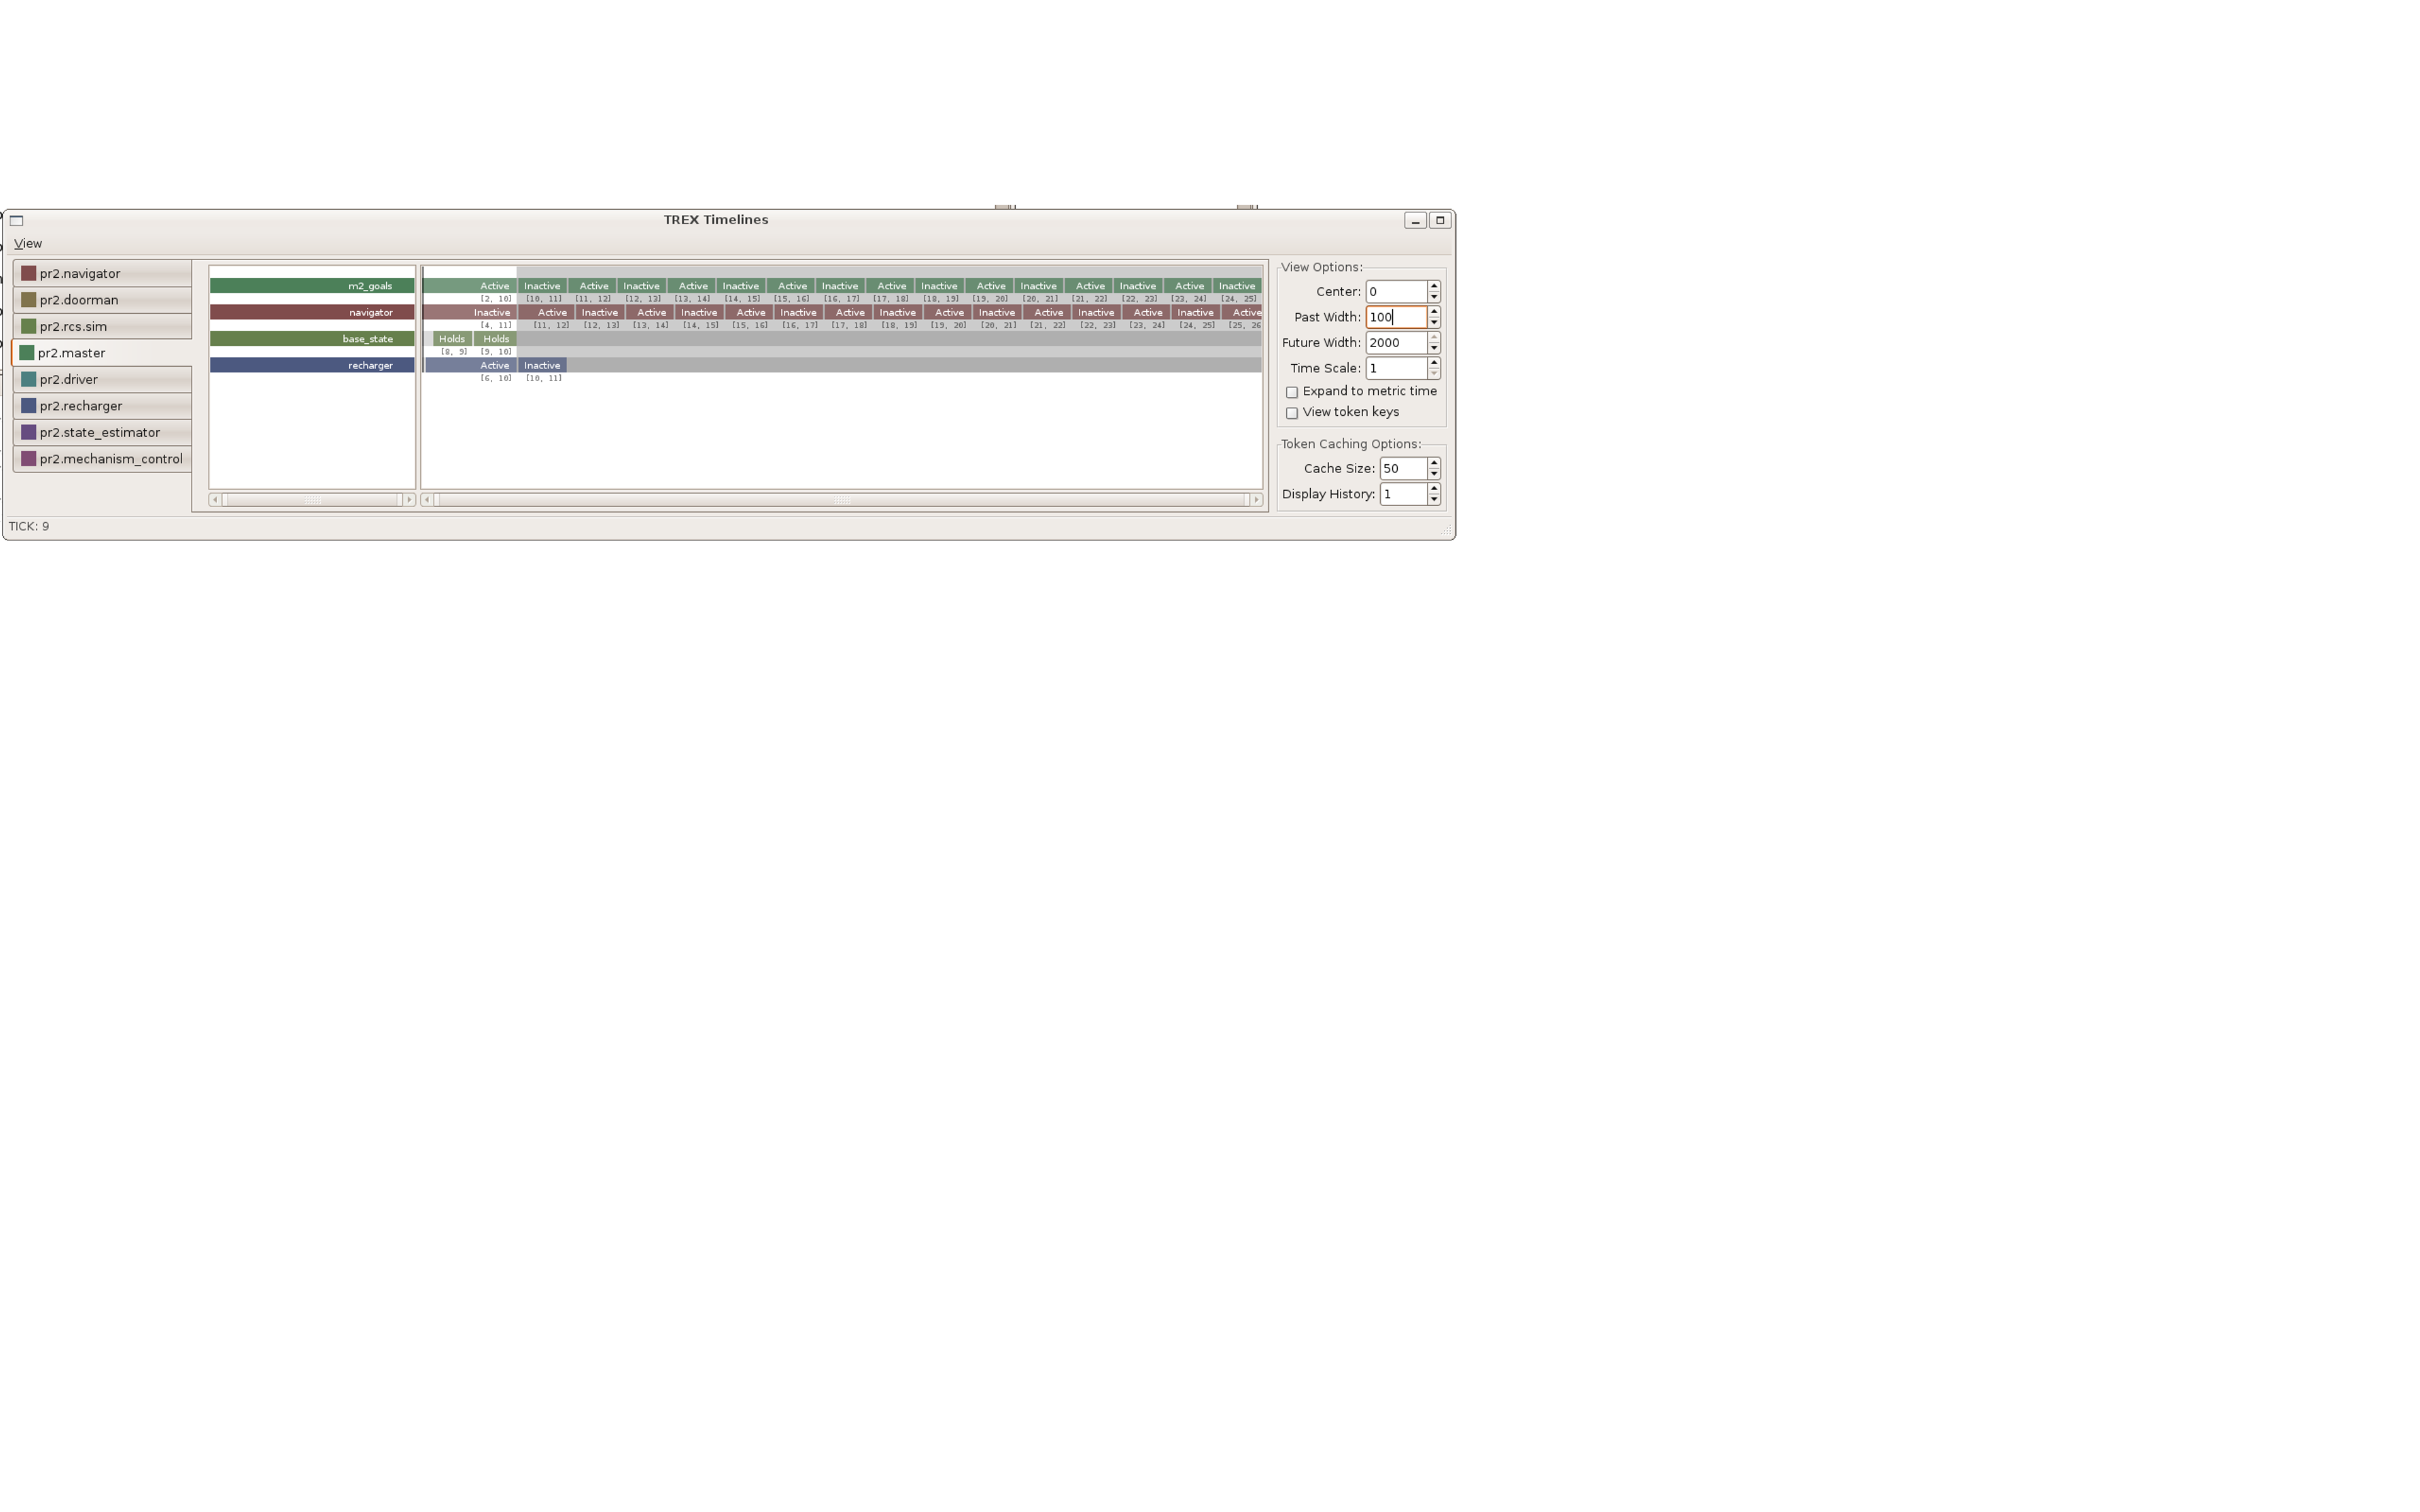 TREX Timelines
View
pr2.navigator
pr2.doorman
pr2.rcs.sim
pr2.master
pr2.driver
pr2.recharger
pr2.state_estimator
pr2.mechanism_control
m2_goals
navigator
base_state
recharger
Active Inactive Active Inactive Active Inactive Active Inactive Active Inactive Active Inactive Active Inactive Active Inactive
[2, 10] [10, 11] [11, 12] [12, 13] [13, 14] [14, 15] [15, 16] [16, 17] [17, 18] [18, 19] [19, 20] [20, 21] [21, 22] [22, 23] [23, 24] [24, 25]
Inactive Active Inactive Active Inactive Active Inactive Active Inactive Active Inactive Active Inactive Active Inactive Active
[4, 11] [11, 12] [12, 13] [13, 14] [14, 15] [15, 16] [16, 17] [17, 18] [18, 19] [19, 20] [20, 21] [21, 22] [22, 23] [23, 24] [24, 25] [25, 26
Holds Holds
[8, 9] [9, 10]
Active Inactive
[6, 10] [10, 11]
View Options:
Center: 0
Past Width: 100
Future Width: 2000
Time Scale: 1
Expand to metric time
View token keys
Token Caching Options:
Cache Size: 50
Display History: 1
TICK: 9